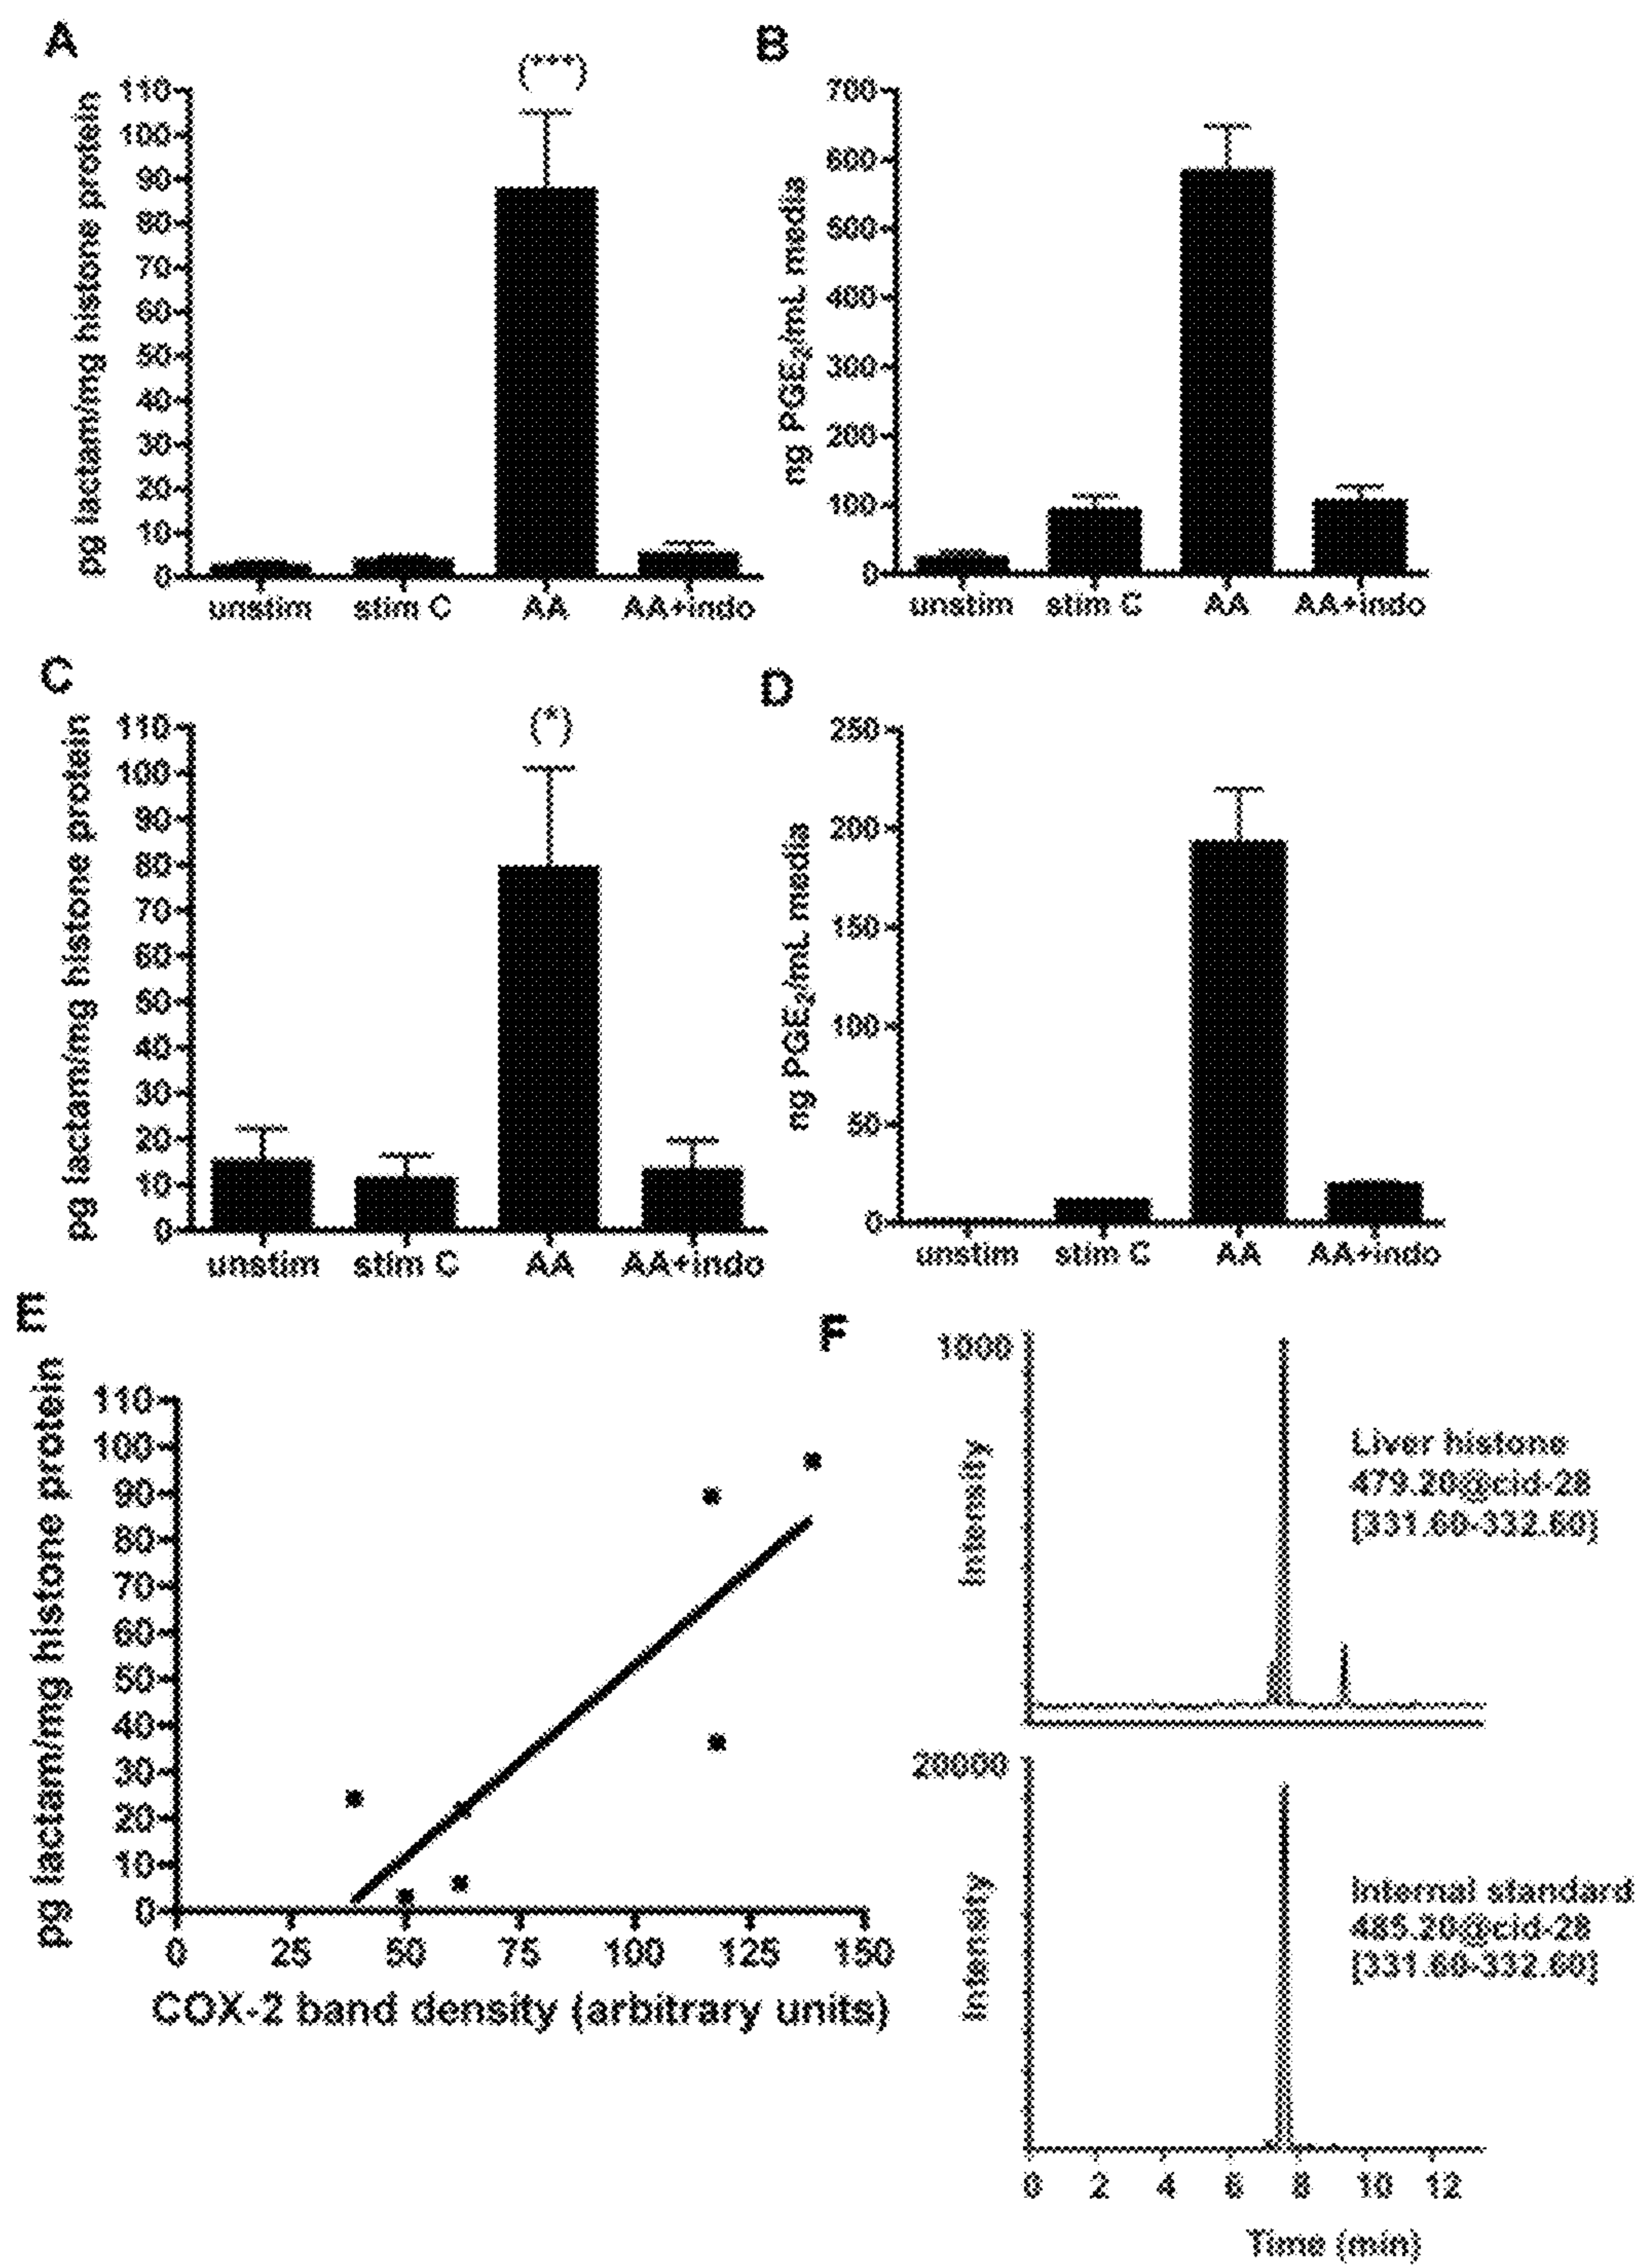 A
(***)
pg lactam/mg histone protein
110
100
90
80
70
60
50
40
30
20
10
0
unstim stim C AA AA+indo
B
ng PGE2/mL media
700
600
500
400
300
200
100
0
unstim stim C AA AA+indo
C
(*)
pg lactam/mg histone protein
110
100
90
80
70
60
50
40
30
20
10
0
unstim stim C AA AA+indo
D
ng PGE2/mL media
250
200
150
100
50
0
unstim stim C AA AA+indo
E
pg lactam/mg histone protein
110
100
90
80
70
60
50
40
30
20
10
0
0 25 50 75 100 125 150
COX-2 band density (arbitrary units)
F
1000
Intensity
Liver histone
479.20@cid-28
[331.60-332.60]
20000
Intensity
Internal standard
485.20@cid-28
[331.60-332.60]
0 2 4 6 8 10 12
Time (min)